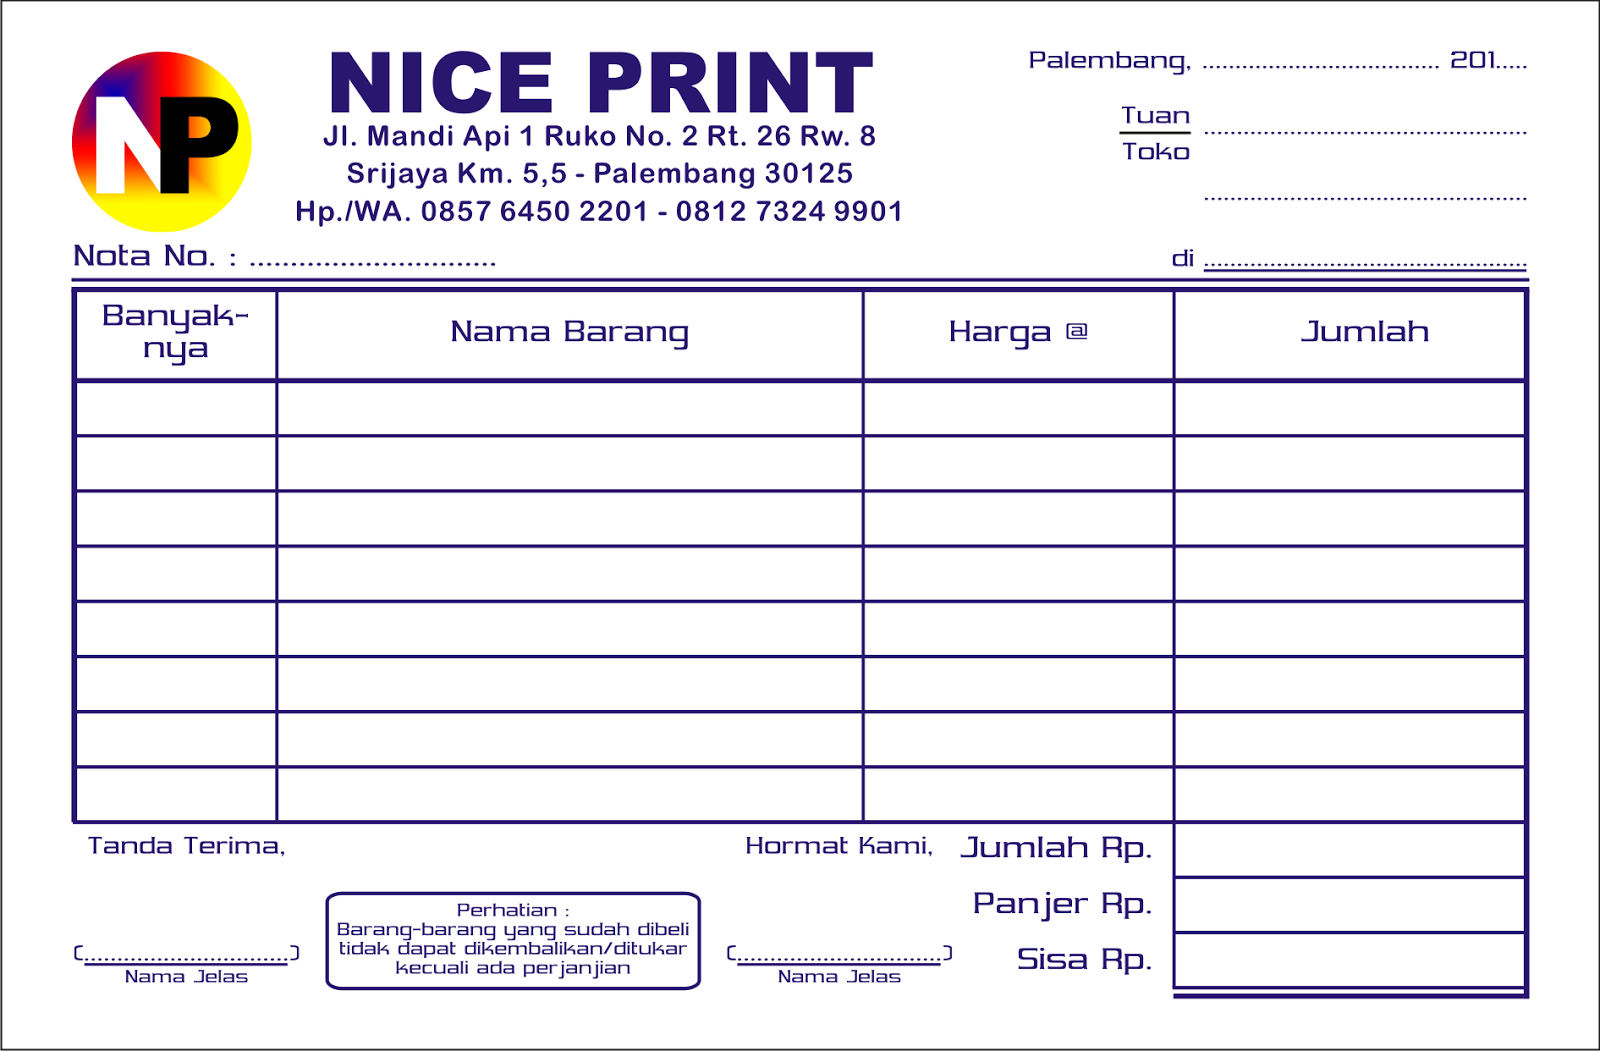 NP
NICE PRINT
Jl. Mandi Api 1 Ruko No. 2 Rt. 26 Rw. 8
Srijaya Km. 5,5 - Palembang 30125
Hp./WA. 0857 6450 2201 - 0812 7324 9901
Palembang, ................................... 201.....
Tuan
Toko
Nota No. : ..............................
di
Banyak-
nya
Nama Barang
Harga @
Jumlah
Tanda Terima,
Hormat Kami,
Jumlah Rp.
Panjer Rp.
Sisa Rp.
Perhatian :
Barang-barang yang sudah dibeli
tidak dapat dikembalikan/ditukar
kecuali ada perjanjian
(...............................)
Nama Jelas
(...............................)
Nama Jelas